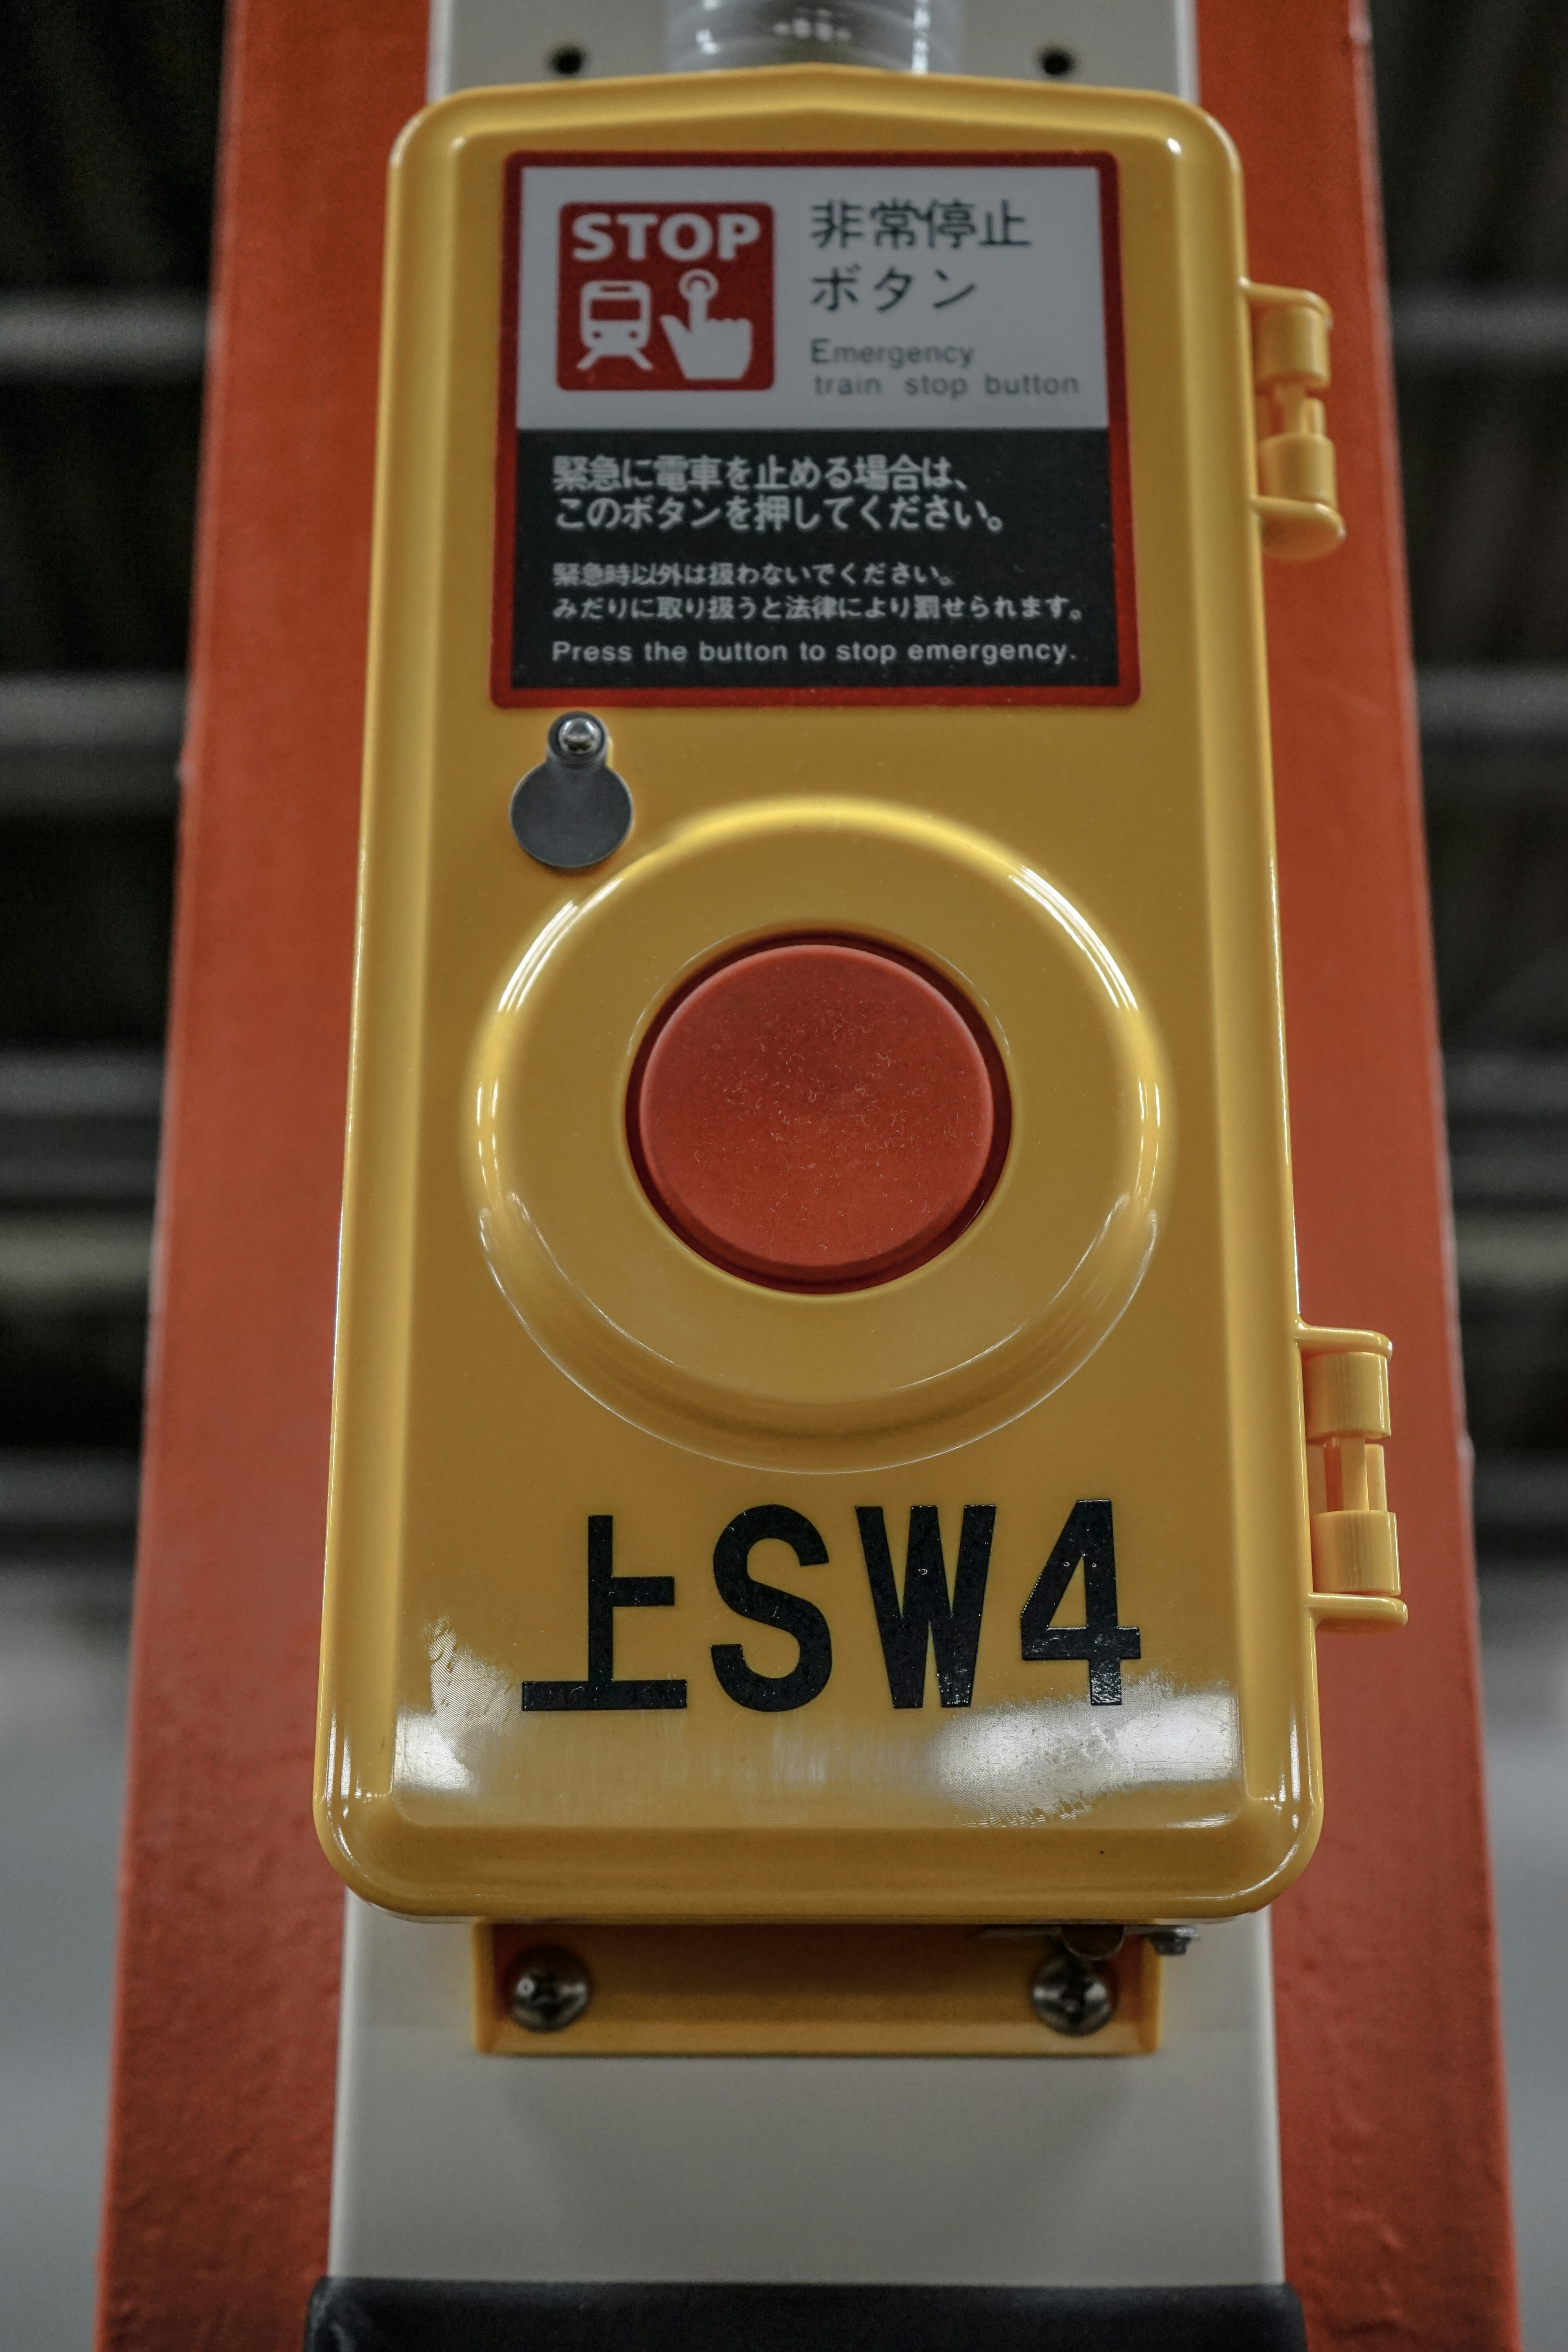 STOP
非常停止
ボタン
Emergency
train stop button
緊急に電車を止める場合は、
このボタンを押してください。
緊急時以外は扱わないでください。
みだりに取り扱うと法律により罰せられます。
Press the button to stop emergency.
上SW4